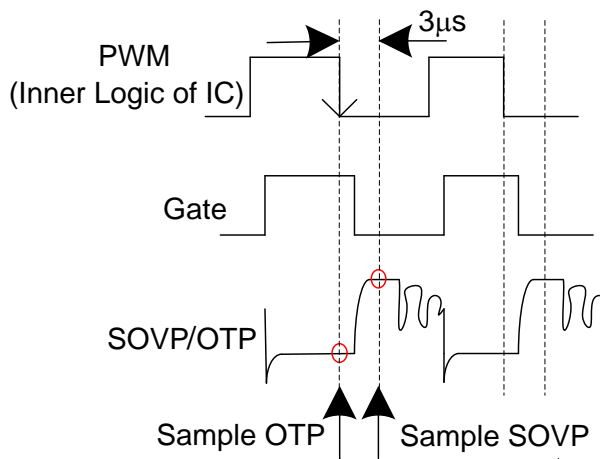 3μs
PWM
(Inner Logic of IC)
Gate
SOVP/OTP
Sample OTP
Sample SOVP